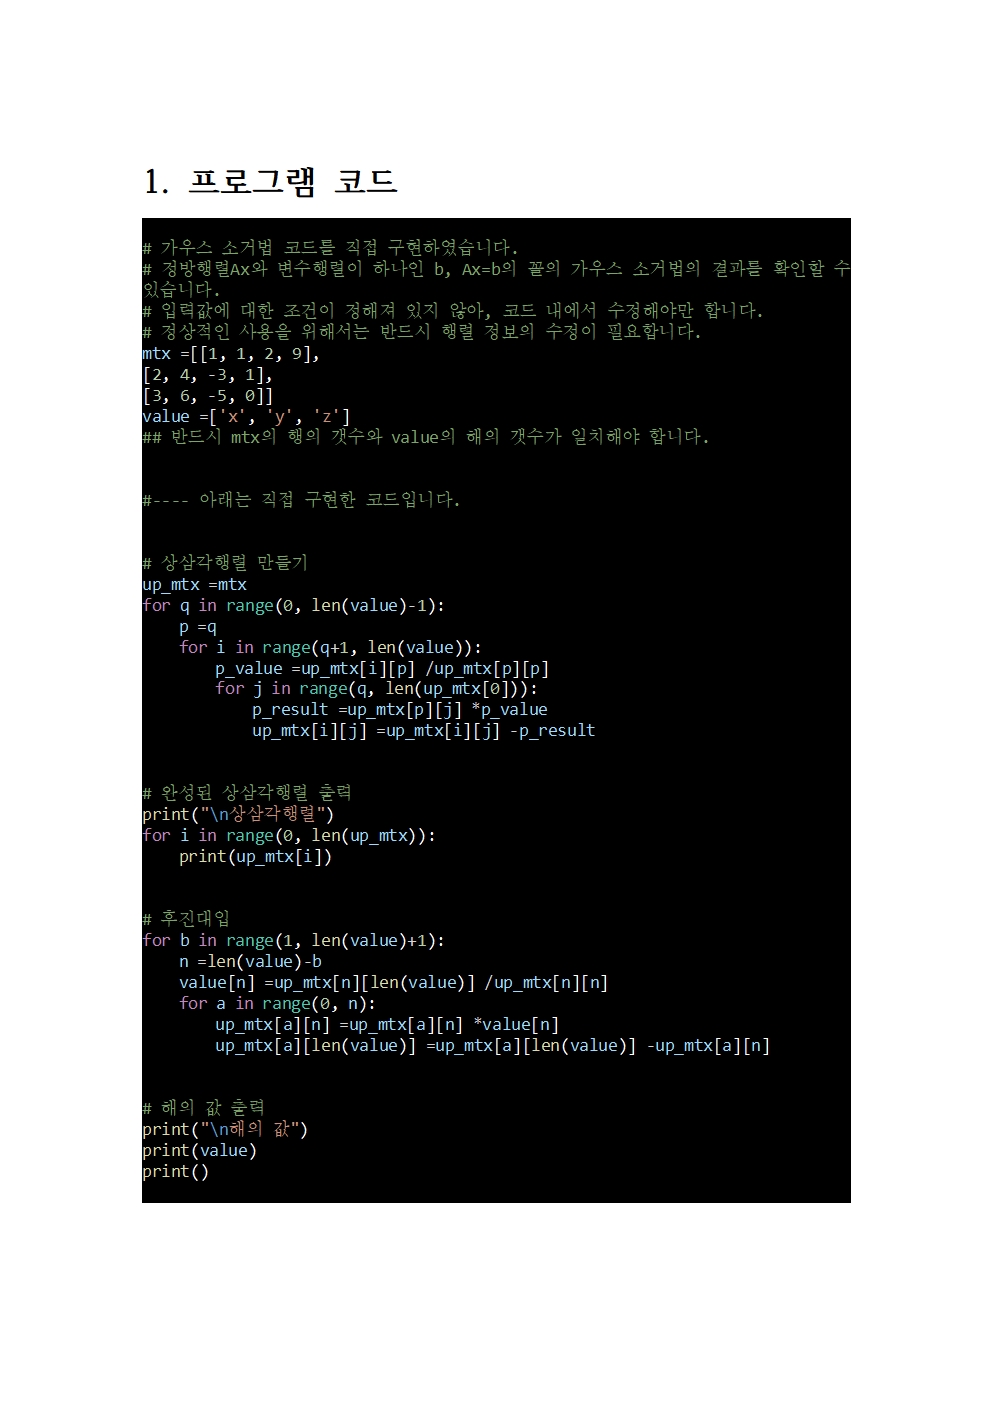 1. 프로그램 코드
# 가우스 소거법 코드를 직접 구현하였습니다.
# 정방행렬Ax와 변수행렬이 하나인 b, Ax=b의 꼴의 가우스 소거법의 결과를 확인할 수
있습니다.
# 입력값에 대한 조건이 정해져 있지 않아, 코드 내에서 수정해야만 합니다.
# 정상적인 사용을 위해서는 반드시 행렬 정보의 수정이 필요합니다.
mtx =[[1, 1, 2, 9],
[2, 4, -3, 1],
[3, 6, -5, 0]]
value =['x', 'y', 'z']
## 반드시 mtx의 행의 갯수와 value의 해의 갯수가 일치해야 합니다.
#---- 아래는 직접 구현한 코드입니다.
# 상삼각행렬 만들기
up_mtx =mtx
for q in range(0, len(value)-1):
    p =q
    for i in range(q+1, len(value)):
        p_value =up_mtx[i][p] /up_mtx[p][p]
        for j in range(q, len(up_mtx[0])):
            p_result =up_mtx[p][j] *p_value
            up_mtx[i][j] =up_mtx[i][j] -p_result
# 완성된 상삼각행렬 출력
print("\n상삼각행렬")
for i in range(0, len(up_mtx)):
    print(up_mtx[i])
# 후진대입
for b in range(1, len(value)+1):
    n =len(value)-b
    value[n] =up_mtx[n][len(value)] /up_mtx[n][n]
    for a in range(0, n):
        up_mtx[a][n] =up_mtx[a][n] *value[n]
        up_mtx[a][len(value)] =up_mtx[a][len(value)] -up_mtx[a][n]
# 해의 값 출력
print("\n해의 값")
print(value)
print()